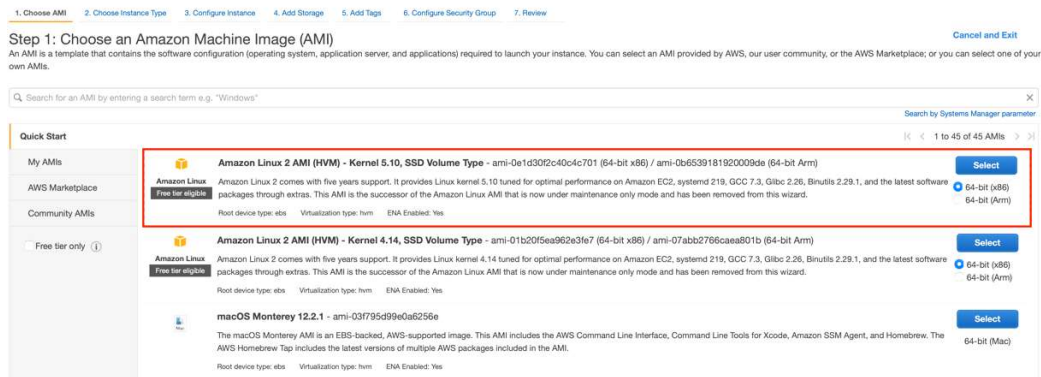 1. Choose AMI 2. Choose Instance Type 3. Configure Instance 4. Add Storage 5. Add Tags 6. Configure Security Group 7. Review
Step 1: Choose an Amazon Machine Image (AMI)
Cancel and Exit
An AMI is a template that contains the software configuration (operating system, application server, and applications) required to launch your instance. You can select an AMI provided by AWS, our user community, or the AWS Marketplace; or you can select one of your
own AMIs.
Search for an AMI by entering a search term e.g. "Windows"
Search by Systems Manager parameter
Quick Start
1 to 45 of 45 AMIs
My AMIs
AWS Marketplace
Community AMIs
Free tier only
Amazon Linux
Free tier eligible
Amazon Linux 2 AMI (HVM) - Kernel 5.10, SSD Volume Type - ami-0e1d30f2c40c4c701 (64-bit x86) / ami-0b6539181920009de (64-bit Arm)
Amazon Linux 2 comes with five years support. It provides Linux kernel 5.10 tuned for optimal performance on Amazon EC2, systemd 219, GCC 7.3, Glibc 2.26, Binutils 2.29.1, and the latest software
packages through extras. This AMI is the successor of the Amazon Linux AMI that is now under maintenance only mode and has been removed from this wizard.
Root device type: ebs Virtualization type: hvm ENA Enabled: Yes
Select
64-bit (x86)
64-bit (Arm)
Amazon Linux
Free tier eligible
Amazon Linux 2 AMI (HVM) - Kernel 4.14, SSD Volume Type - ami-01b20f5ea962e3fe7 (64-bit x86) / ami-07abb2766caea801b (64-bit Arm)
Amazon Linux 2 comes with five years support. It provides Linux kernel 4.14 tuned for optimal performance on Amazon EC2, systemd 219, GCC 7.3, Glibc 2.26, Binutils 2.29.1, and the latest software
packages through extras. This AMI is the successor of the Amazon Linux AMI that is now under maintenance only mode and has been removed from this wizard.
Root device type: ebs Virtualization type: hvm ENA Enabled: Yes
Select
64-bit (x86)
64-bit (Arm)
Mac
macOS Monterey 12.2.1 - ami-03f795d99e0a6256e
The macOS Monterey AMI is an EBS-backed, AWS-supported image. This AMI includes the AWS Command Line Interface, Command Line Tools for Xcode, Amazon SSM Agent, and Homebrew. The
AWS Homebrew Tap includes the latest versions of multiple AWS packages included in the AMI.
Root device type: ebs Virtualization type: hvm ENA Enabled: Yes
Select
64-bit (Mac)